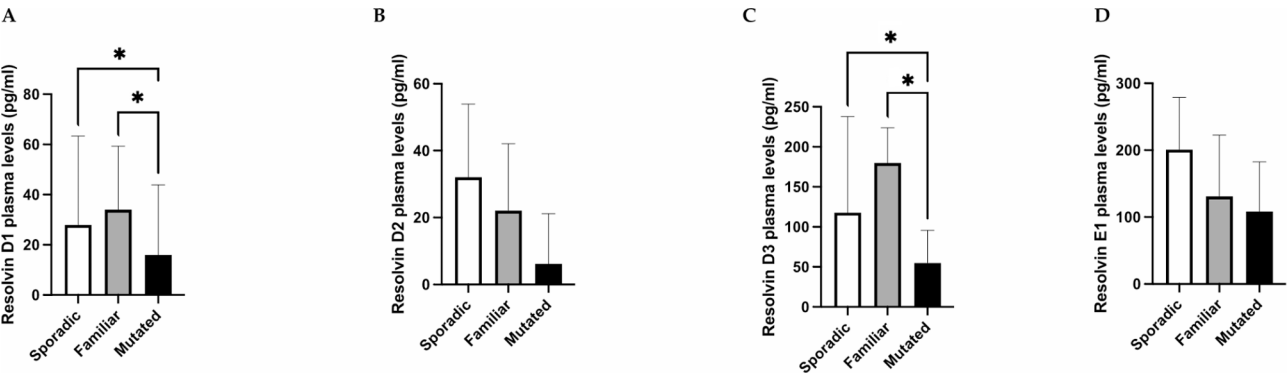 A
Resolvin D1 plasma levels (pg/ml)
80
60
40
20
0
*
*
Sporadic
Familiar
Mutated
B
Resolvin D2 plasma levels (pg/ml)
60
40
20
0
Sporadic
Familiar
Mutated
C
Resolvin D3 plasma levels (pg/ml)
250
200
150
100
50
0
*
*
Sporadic
Familiar
Mutated
D
Resolvin E1 plasma levels (pg/ml)
300
200
100
0
Sporadic
Familiar
Mutated